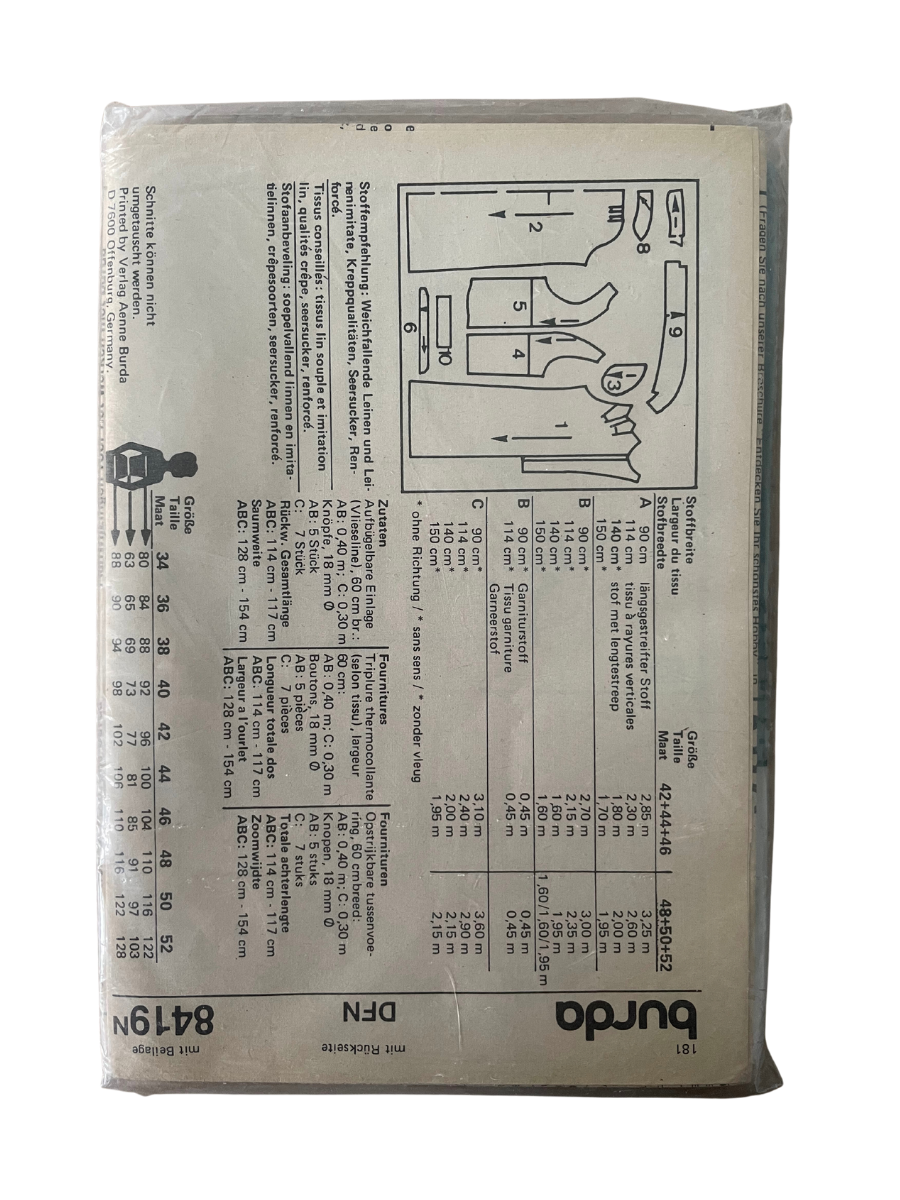 181
burda
mit Rückseite
DFN
mit Beilage
8419N
7
8
2
9
5
4
3
10
6
1
Stoffempfehlung: Weichfallende Leinen und Lei-
nenimitate, Kreppqualitäten, Seersucker, Ren-
forcé.
Tissus conseillés: tissus lin souple et imitation
lin, qualités crêpe, seersucker, renforcé.
Stofaanbeveling: soepelvallend linnen en imita-
tielinnen, crêpesoorten, seersucker, renforcé.
Schnitte können nicht
umgetauscht werden.
Printed by Verlag Aenne Burda
D 7600 Offenburg, Germany.
Stoffbreite Größe
Largeur du tissu Taille
Stofbreedte Maat 42+44+46 48+50+52
A 90 cm längsgestreifter Stoff 2,85 m 3,25 m
114 cm tissu à rayures verticales 2,30 m 2,60 m
140 cm* stof met lengtestreep 1,80 m 2,00 m
150 cm* 1,70 m 1,95 m
B 90 cm* 2,70 m 3,00 m
114 cm* 2,15 m 2,35 m
140 cm* 1,60 m 1,95 m
150 cm* 1,60 m 1,60/1,60/1,95 m
B 90 cm* Garniturstoff 0,45 m 0,45 m
114 cm* Tissu garniture 0,45 m 0,45 m
Garneerstof
C 90 cm* 3,10 m 3,60 m
114 cm* 2,40 m 2,90 m
140 cm* 2,00 m 2,15 m
150 cm* 1,95 m 2,15 m
* ohne Richtung / * sans sens / * zonder vleug
Zutaten
Aufbügelbare Einlage
(Vlieseline), 60 cm br.:
AB: 0,40 m; C: 0,30 m
Knöpfe, 18 mm Ø
AB: 5 Stück
C: 7 Stück
Rückw. Gesamtlänge
ABC: 114 cm - 117 cm
Saumweite
ABC: 128 cm - 154 cm
Fournitures
Triplure thermocollante
(selon tissu), largeur
60 cm:
AB: 0,40 m; C: 0,30 m
Boutons, 18 mm Ø
AB: 5 pièces
C: 7 pièces
Longueur totale dos
ABC: 114 cm - 117 cm
Largeur a l'ourlet
ABC: 128 cm - 154 cm
Fournituren
Opstrijkbare tussenvoe-
ring, 60 cm breed:
AB: 0,40 m; C: 0,30 m
Knopen, 18 mm Ø
AB: 5 stuks
C: 7 stuks
Totale achterlengte
ABC: 114 cm - 117 cm
Zoomwijdte
ABC: 128 cm - 154 cm
Größe
Taille
Maat 34 36 38 40 42 44 46 48 50 52
80 84 88 92 96 100 104 110 116 122
63 65 69 73 77 81 85 91 97 103
88 90 94 98 102 106 110 116 122 128